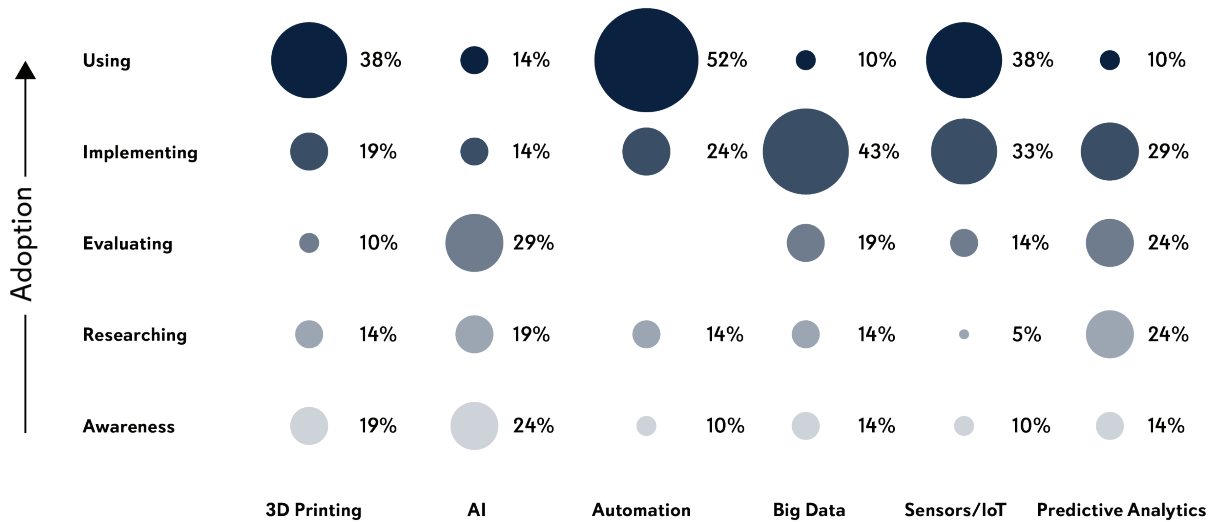 Adoption
Using 38% 14% 52% 10% 38% 10%
Implementing 19% 14% 24% 43% 33% 29%
Evaluating 10% 29% 19% 14% 24%
Researching 14% 19% 14% 14% 5% 24%
Awareness 19% 24% 10% 14% 10% 14%
3D Printing AI Automation Big Data Sensors/IoT Predictive Analytics